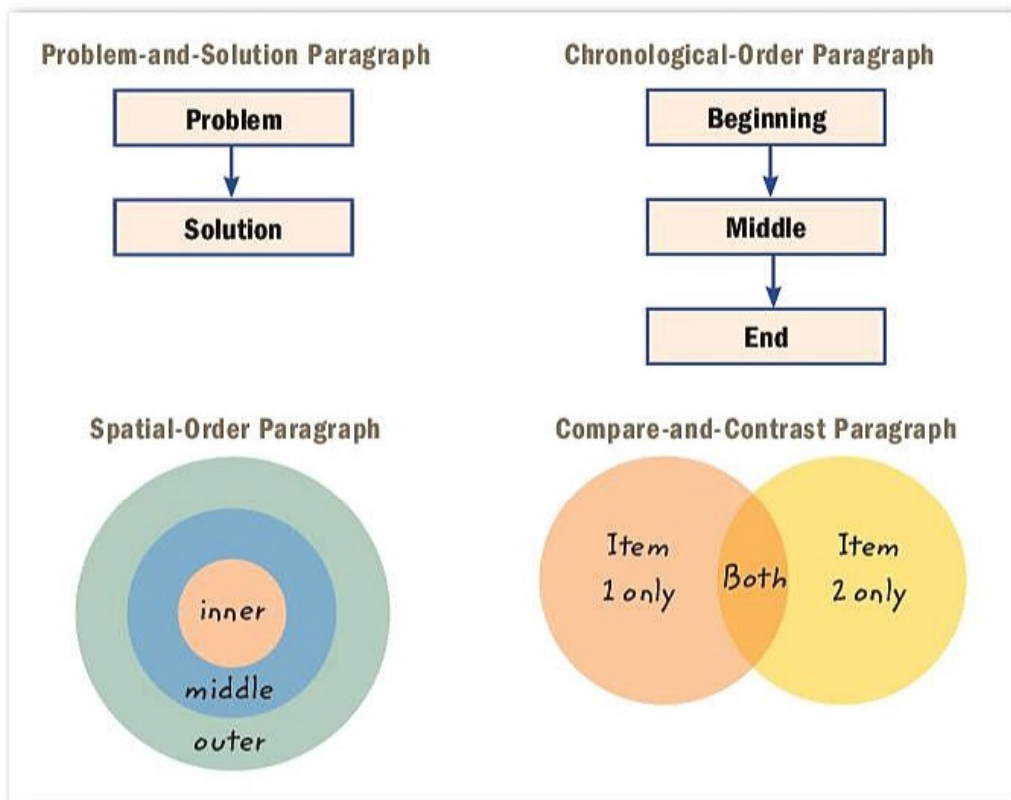 Problem-and-Solution Paragraph
Problem
Solution
Chronological-Order Paragraph
Beginning
Middle
End
Spatial-Order Paragraph
inner
middle
outer
Compare-and-Contrast Paragraph
Item
1 only
Both
Item
2 only